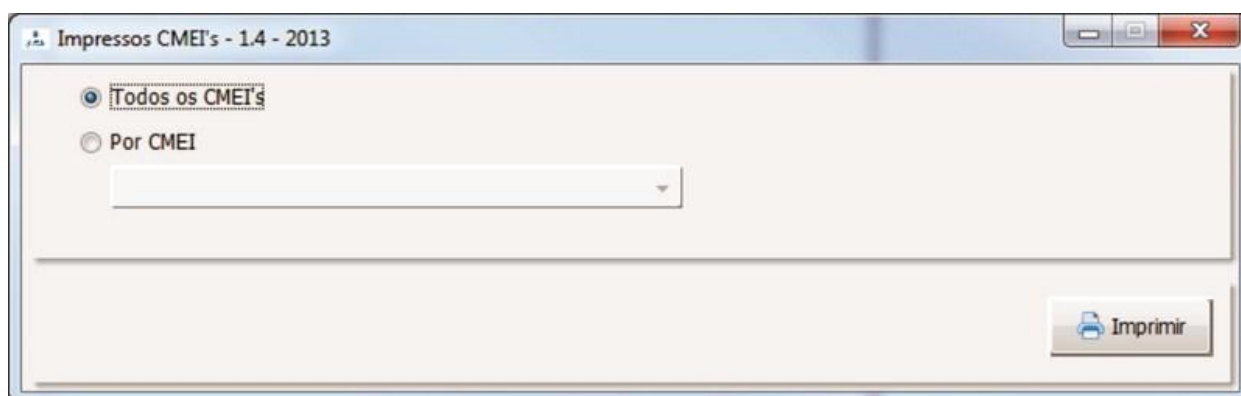 Impressos CMEI's - 1.4 - 2013
Todos os CMEI's
Por CMEI
Imprimir